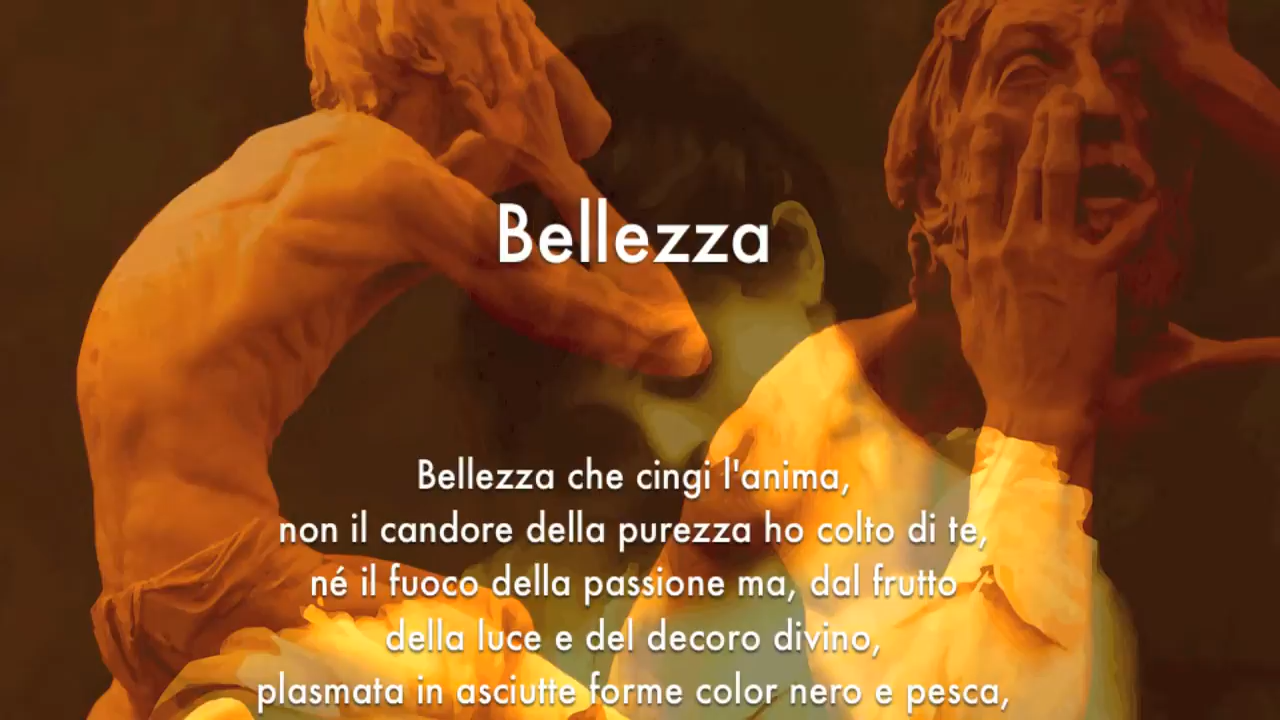 Bellezza
Bellezza che cingi l'anima,
non il candore della purezza ho colto di te,
né il fuoco della passione ma, dal frutto
della luce e del decoro divino,
plasmata in asciutte forme color nero e pesca,